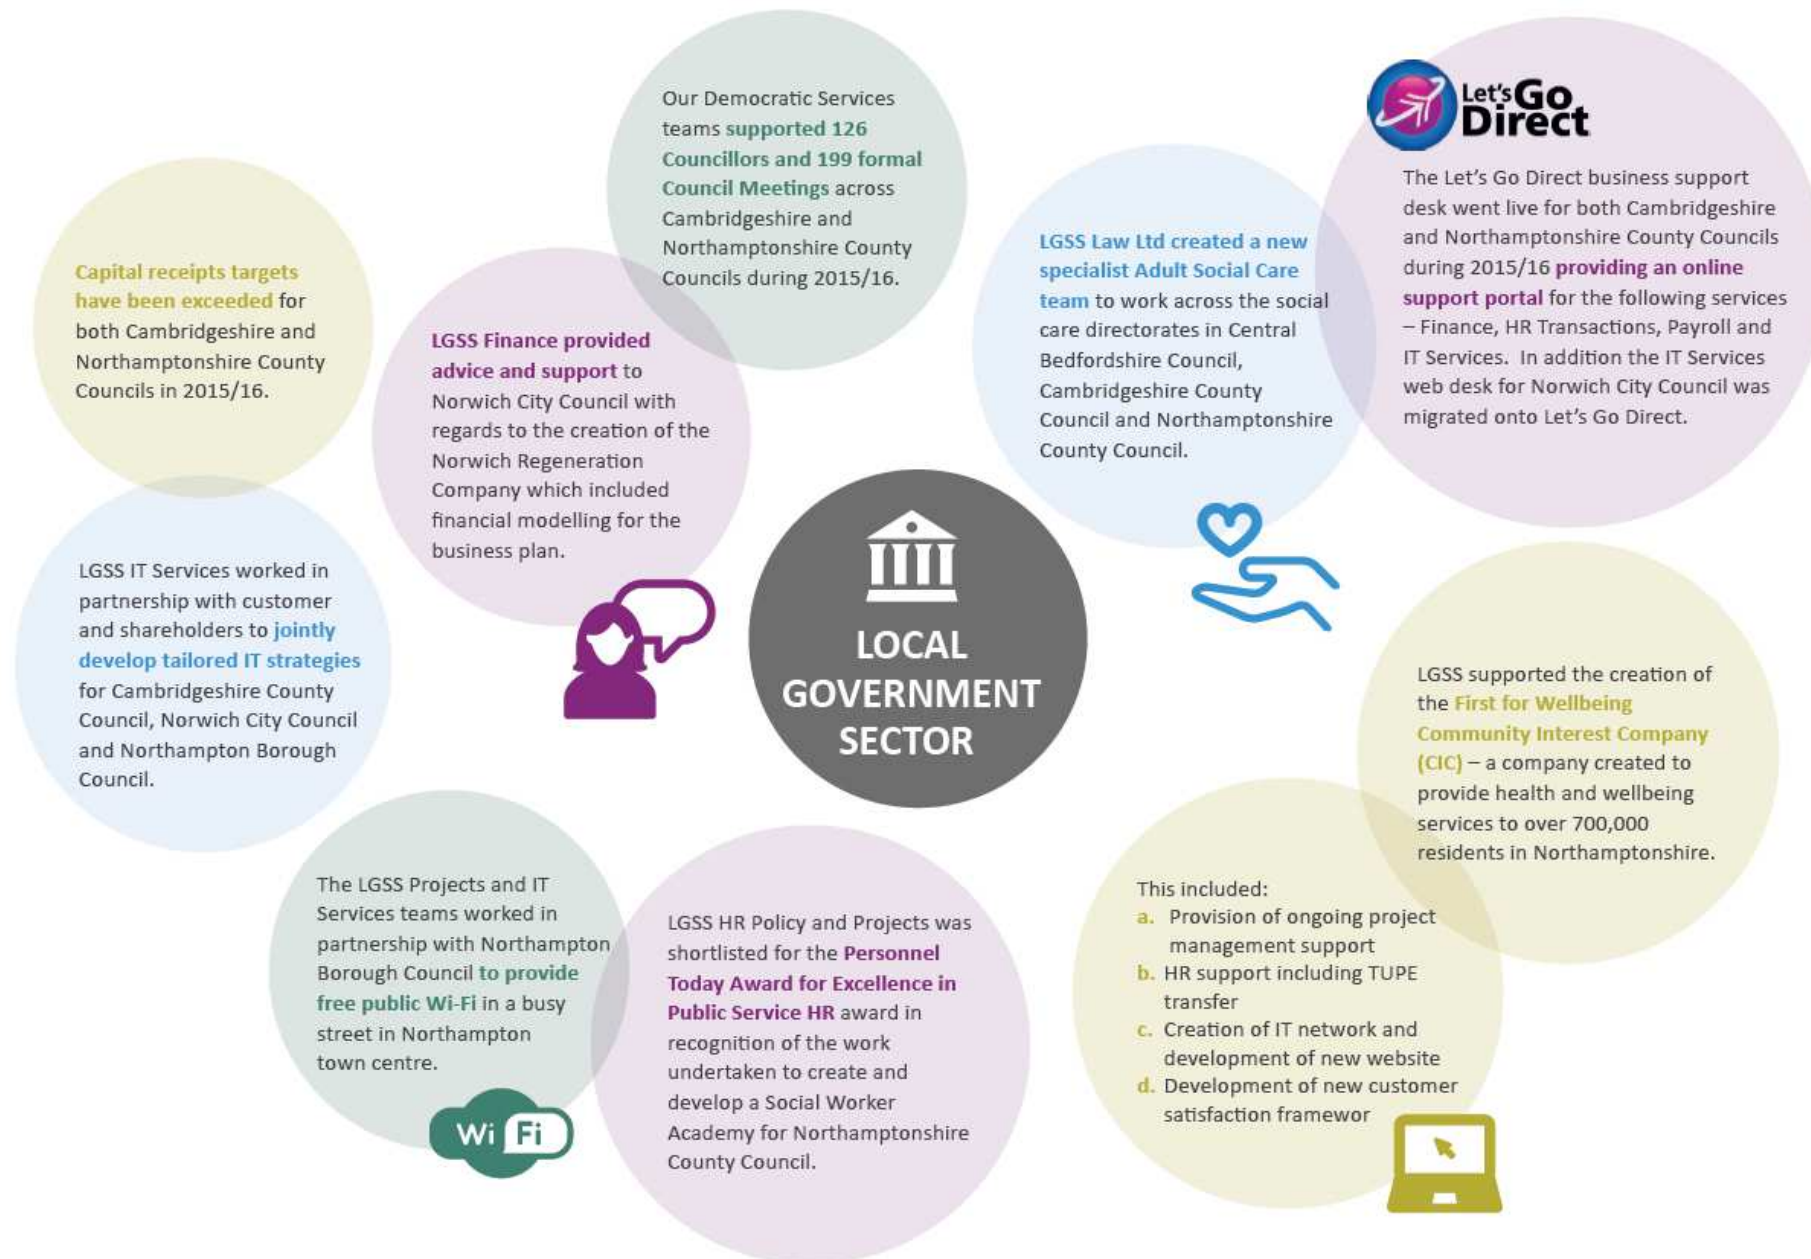 Our Democratic Services
teams supported 126
Councillors and 199 formal
Council Meetings across
Cambridgeshire and
Northamptonshire County
Councils during 2015/16.
Let's Go
Direct
The Let's Go Direct business support
desk went live for both Cambridgeshire
and Northamptonshire County Councils
during 2015/16 providing an online
support portal for the following services
– Finance, HR Transactions, Payroll and
IT Services.  In addition the IT Services
web desk for Norwich City Council was
migrated onto Let's Go Direct.
Capital receipts targets
have been exceeded for
both Cambridgeshire and
Northamptonshire County
Councils in 2015/16.
LGSS Finance provided
advice and support to
Norwich City Council with
regards to the creation of the
Norwich Regeneration
Company which included
financial modelling for the
business plan.
LGSS Law Ltd created a new
specialist Adult Social Care
team to work across the social
care directorates in Central
Bedfordshire Council,
Cambridgeshire County
Council and Northamptonshire
County Council.
LGSS IT Services worked in
partnership with customer
and shareholders to jointly
develop tailored IT strategies
for Cambridgeshire County
Council, Norwich City Council
and Northampton Borough
Council.
LOCAL
GOVERNMENT
SECTOR
LGSS supported the creation of
the First for Wellbeing
Community Interest Company
(CIC) – a company created to
provide health and wellbeing
services to over 700,000
residents in Northamptonshire.
The LGSS Projects and IT
Services teams worked in
partnership with Northampton
Borough Council to provide
free public Wi-Fi in a busy
street in Northampton
town centre.
Wi Fi
LGSS HR Policy and Projects was
shortlisted for the Personnel
Today Award for Excellence in
Public Service HR award in
recognition of the work
undertaken to create and
develop a Social Worker
Academy for Northamptonshire
County Council.
This included:
a. Provision of ongoing project
management support
b. HR support including TUPE
transfer
c. Creation of IT network and
development of new website
d. Development of new customer
satisfaction framewor